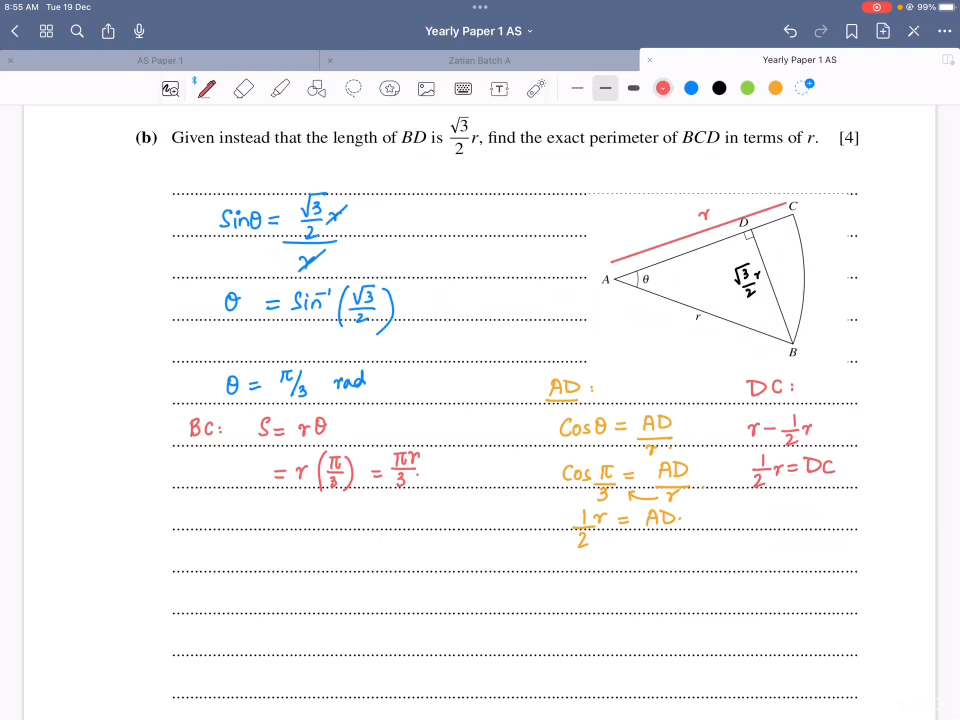 8:55 AM Tue 19 Dec
99%
Yearly Paper 1 AS
AS Paper 1
Zatian Batch A
Yearly Paper 1 AS
(b) Given instead that the length of BD is √3/2 r, find the exact perimeter of BCD in terms of r. [4]
Sinθ = (√3/2 r)/r
θ = Sin⁻¹(√3/2)
θ = π/3 rad
BC: S = rθ
= r(π/3) = πr/3
r
C
D
A
θ
√3/2 r
r
B
AD:
Cosθ = AD/r
Cos π/3 = AD/r
1/2 r = AD.
DC:
r - 1/2 r
1/2 r = DC